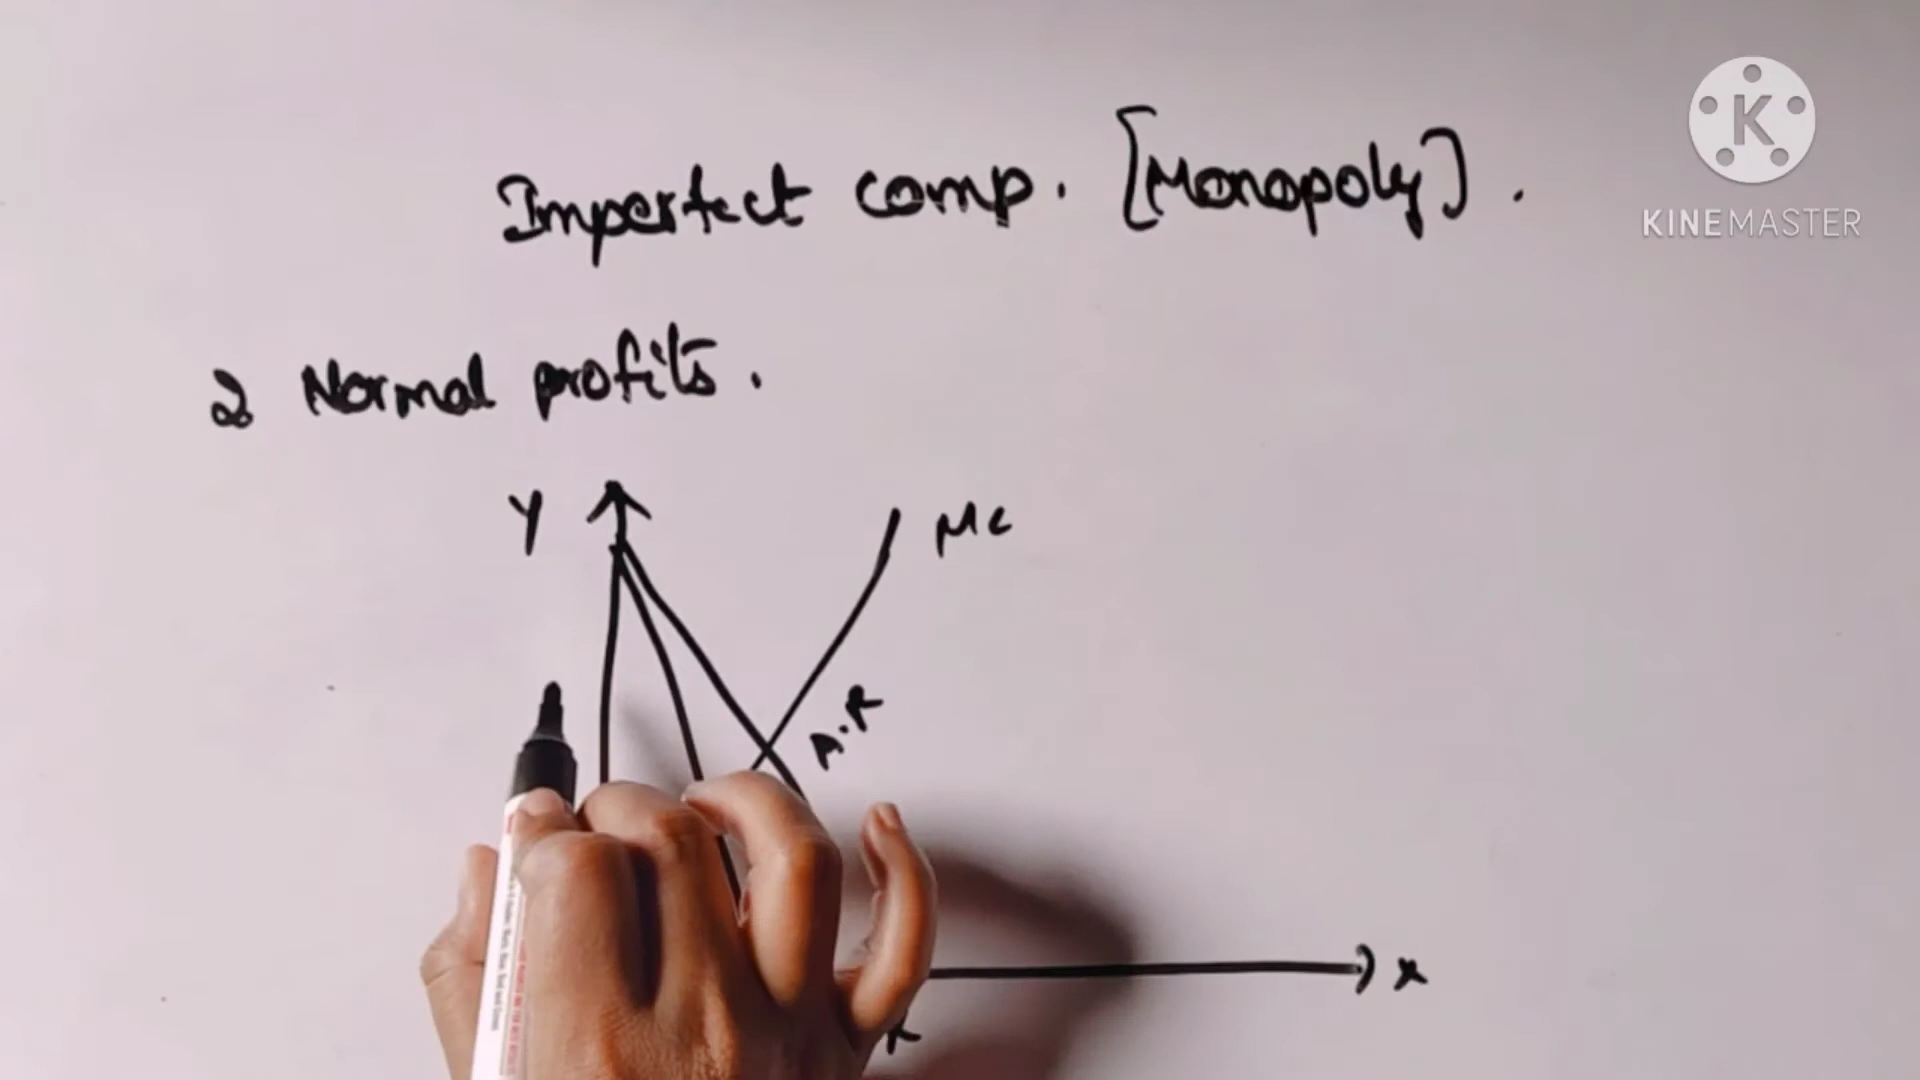 Imperfect comp. [Monopoly].
K
KINEMASTER
2 Normal profits.
Y
MC
A.R
X